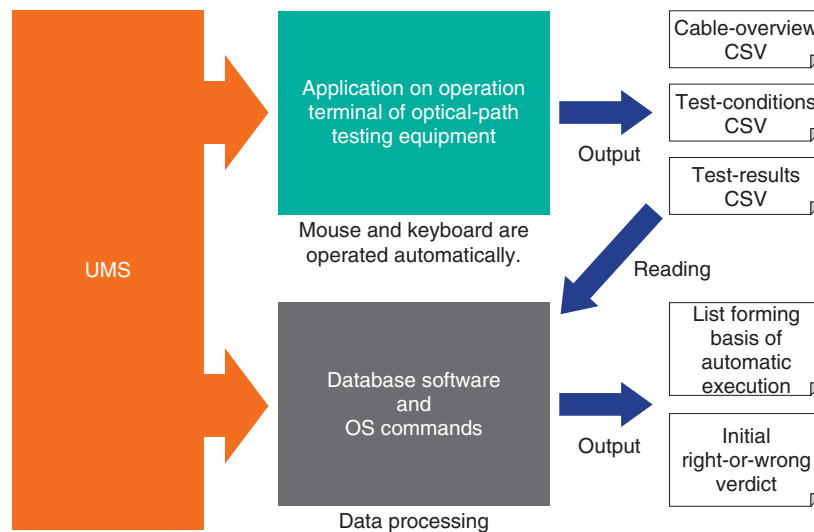 UMS
Application on operation
terminal of optical-path
testing equipment
Mouse and keyboard are
operated automatically.
Output
Cable-overview
CSV
Test-conditions
CSV
Test-results
CSV
Reading
Database software
and
OS commands
Data processing
Output
List forming
basis of
automatic
execution
Initial
right-or-wrong
verdict